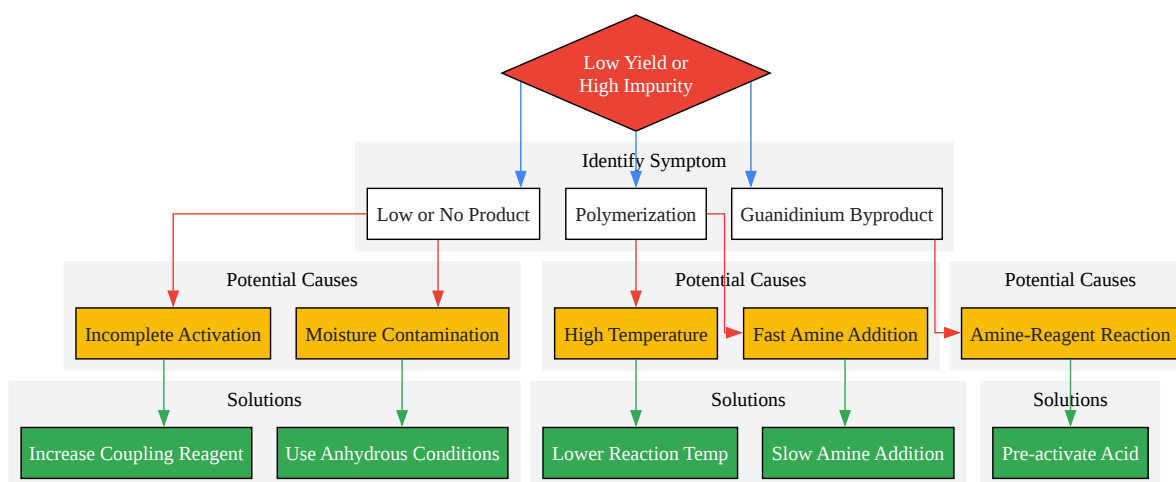 Low Yield or
High Impurity
Identify Symptom
Low or No Product
Polymerization
Guanidinium Byproduct
Potential Causes
Potential Causes
Potential Causes
Incomplete Activation
Moisture Contamination
High Temperature
Fast Amine Addition
Amine-Reagent Reaction
Solutions
Solutions
Solutions
Increase Coupling Reagent
Use Anhydrous Conditions
Lower Reaction Temp
Slow Amine Addition
Pre-activate Acid